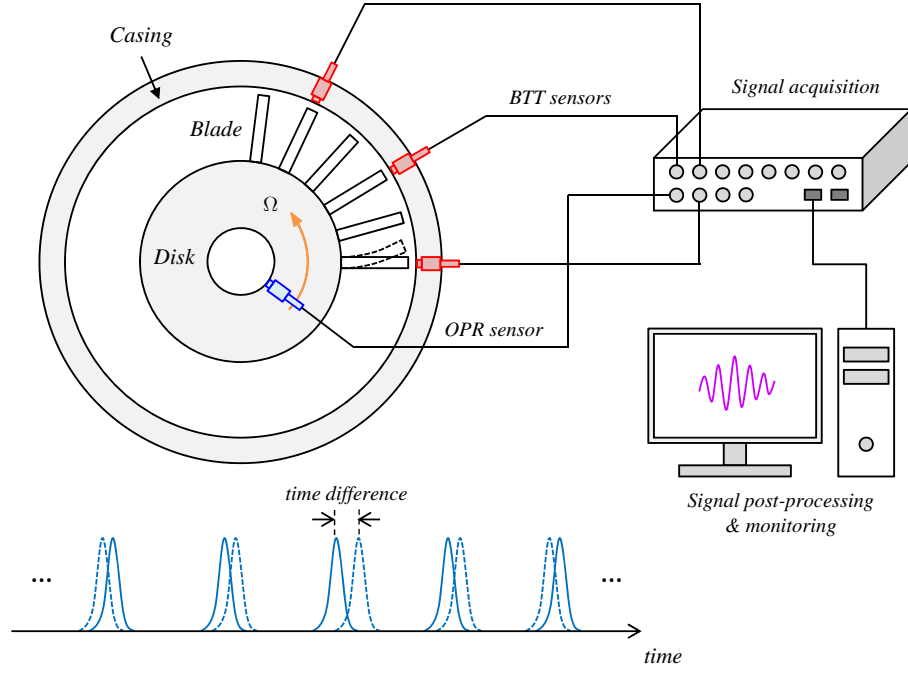 Casing
BTT sensors
Signal acquisition
Blade
Ω
Disk
OPR sensor
Signal post-processing
& monitoring
time difference
...
...
time